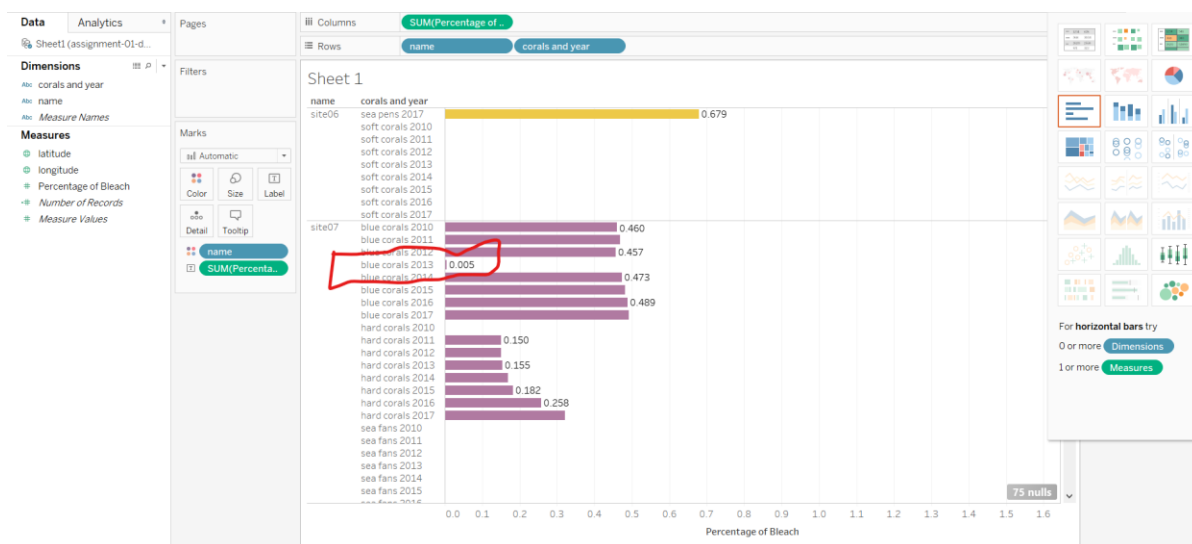 Data Analytics
Sheet1 (assignment-01-d...
Dimensions
Abc corals and year
Abc name
Abc Measure Names
Measures
latitude
longitude
# Percentage of Bleach
# Number of Records
# Measure Values
Pages
Filters
Marks
Automatic
Color Size Label
Detail Tooltip
name
SUM(Percenta..
Columns SUM(Percentage of ..
Rows name corals and year
Sheet 1
name corals and year
site06 sea pens 2017 0.679
soft corals 2010
soft corals 2011
soft corals 2012
soft corals 2013
soft corals 2014
soft corals 2015
soft corals 2016
soft corals 2017
site07 blue corals 2010 0.460
blue corals 2011
blue corals 2012 0.457
blue corals 2013 0.005
blue corals 2014 0.473
blue corals 2015
blue corals 2016 0.489
blue corals 2017
hard corals 2010
hard corals 2011 0.150
hard corals 2012
hard corals 2013 0.155
hard corals 2014
hard corals 2015 0.182
hard corals 2016 0.258
hard corals 2017
sea fans 2010
sea fans 2011
sea fans 2012
sea fans 2013
sea fans 2014
sea fans 2015
sea fans 2016
75 nulls
0.0 0.1 0.2 0.3 0.4 0.5 0.6 0.7 0.8 0.9 1.0 1.1 1.2 1.3 1.4 1.5 1.6
Percentage of Bleach
For horizontal bars try
0 or more Dimensions
1 or more Measures